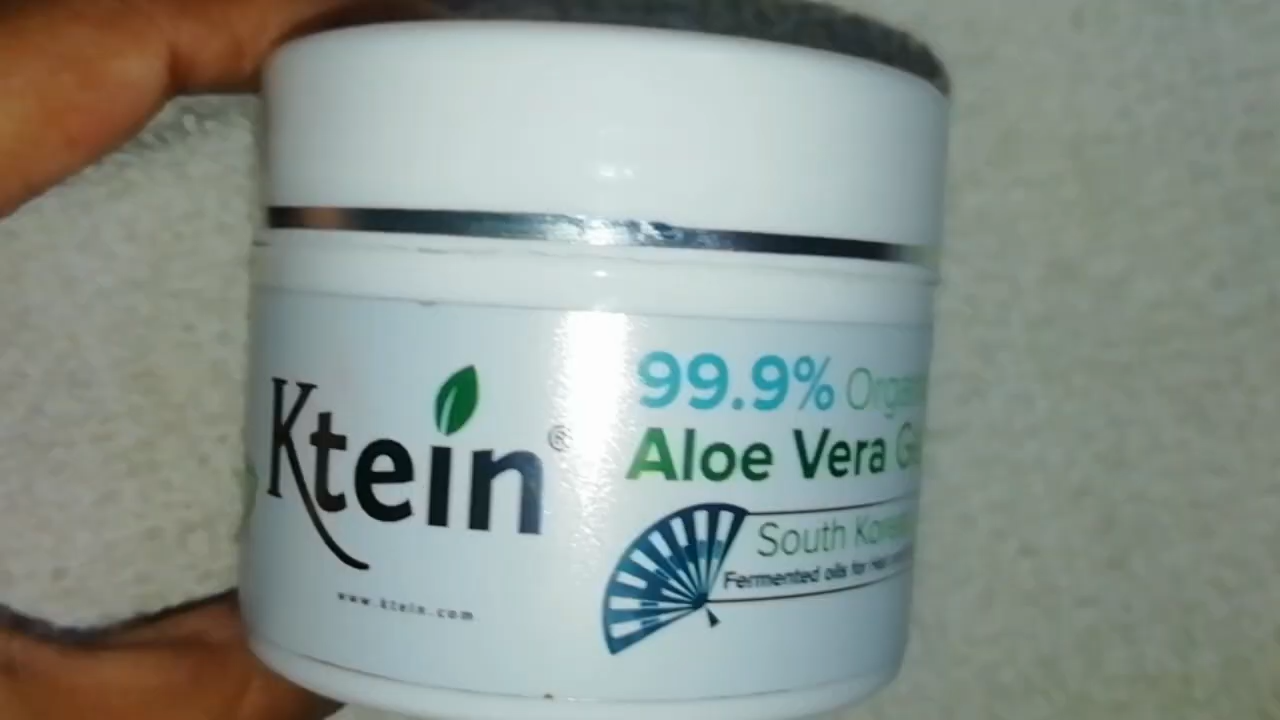 Ktein®
www.ktein.com
99.9%
Aloe Vera
South
Fermented oils for